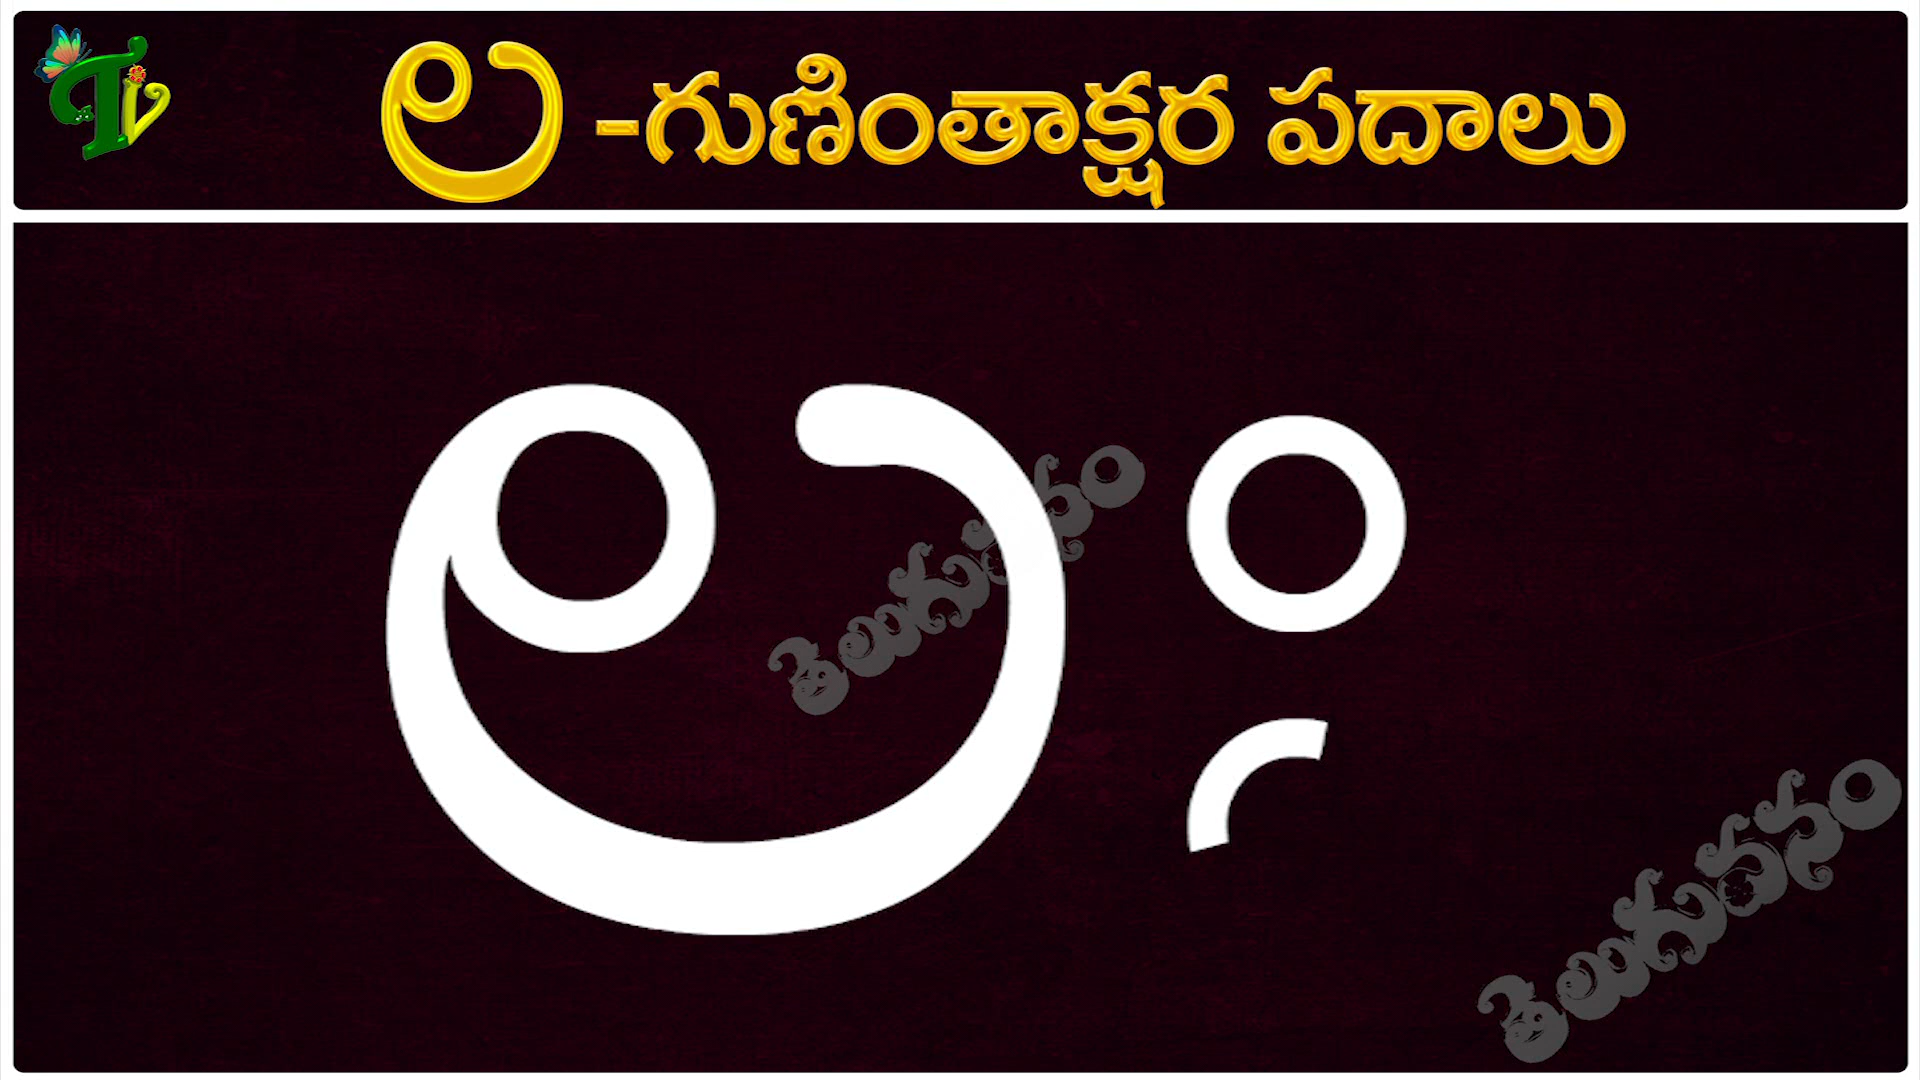 ల -గుణింతాక్షర పదాలు
లః
తెలుగువనం
తెలుగువనం